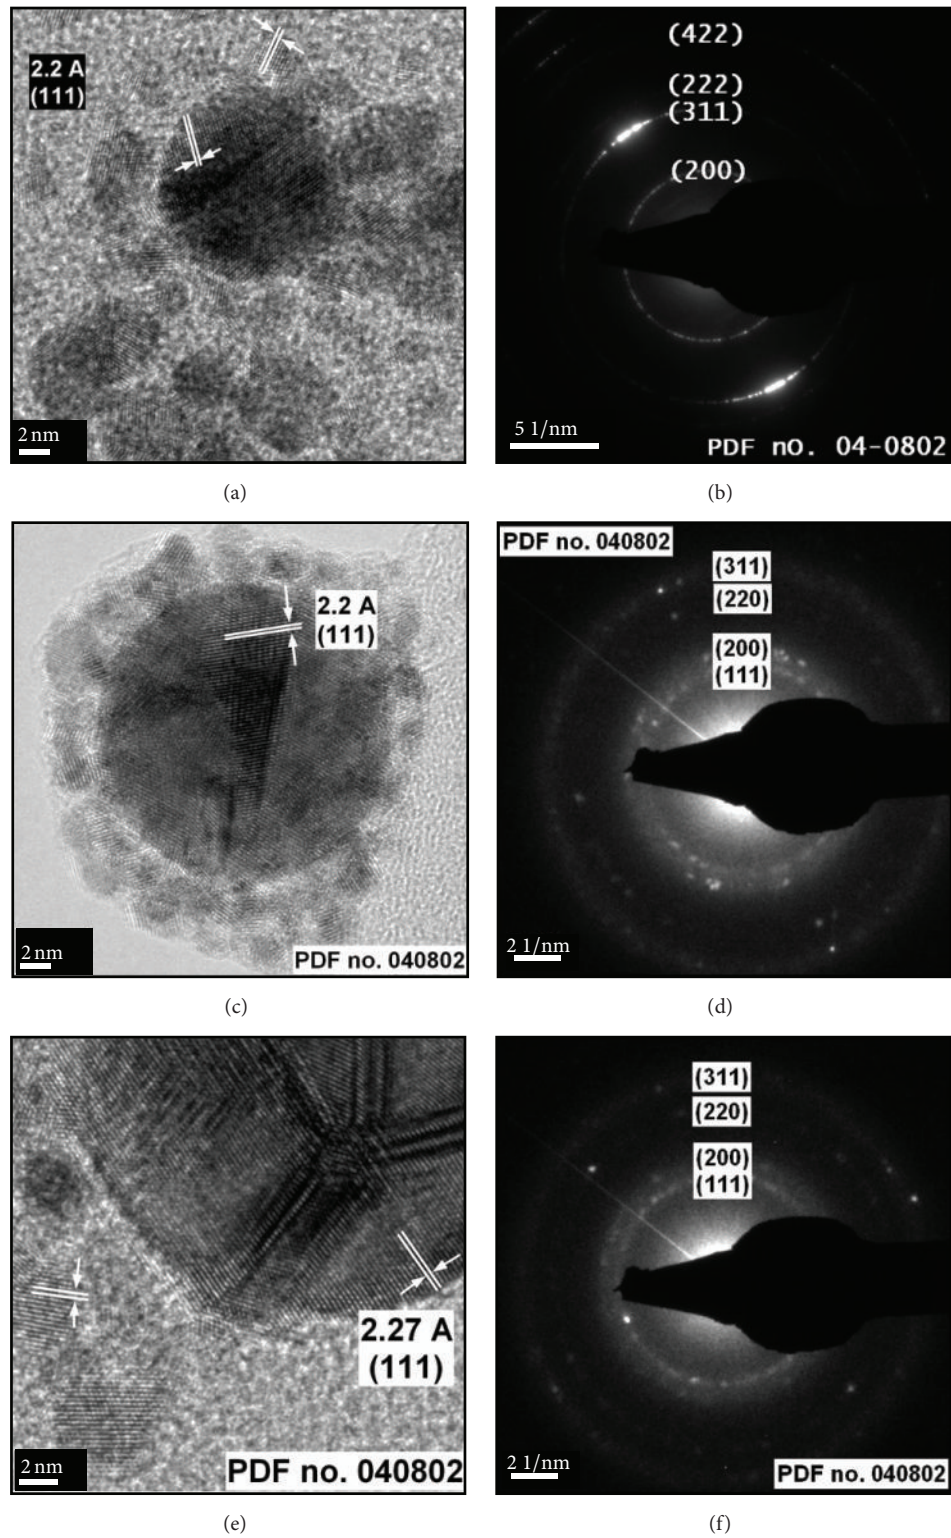 2.2 A
(111)
2 nm
(a)
(422)
(222)
(311)
(200)
5 1/nm
PDF nO. 04-0802
(b)
2.2 A
(111)
2 nm
PDF no. 040802
(c)
PDF no. 040802
(311)
(220)
(200)
(111)
2 1/nm
(d)
2.27 A
(111)
2 nm
PDF no. 040802
(e)
(311)
(220)
(200)
(111)
2 1/nm
PDF no. 040802
(f)